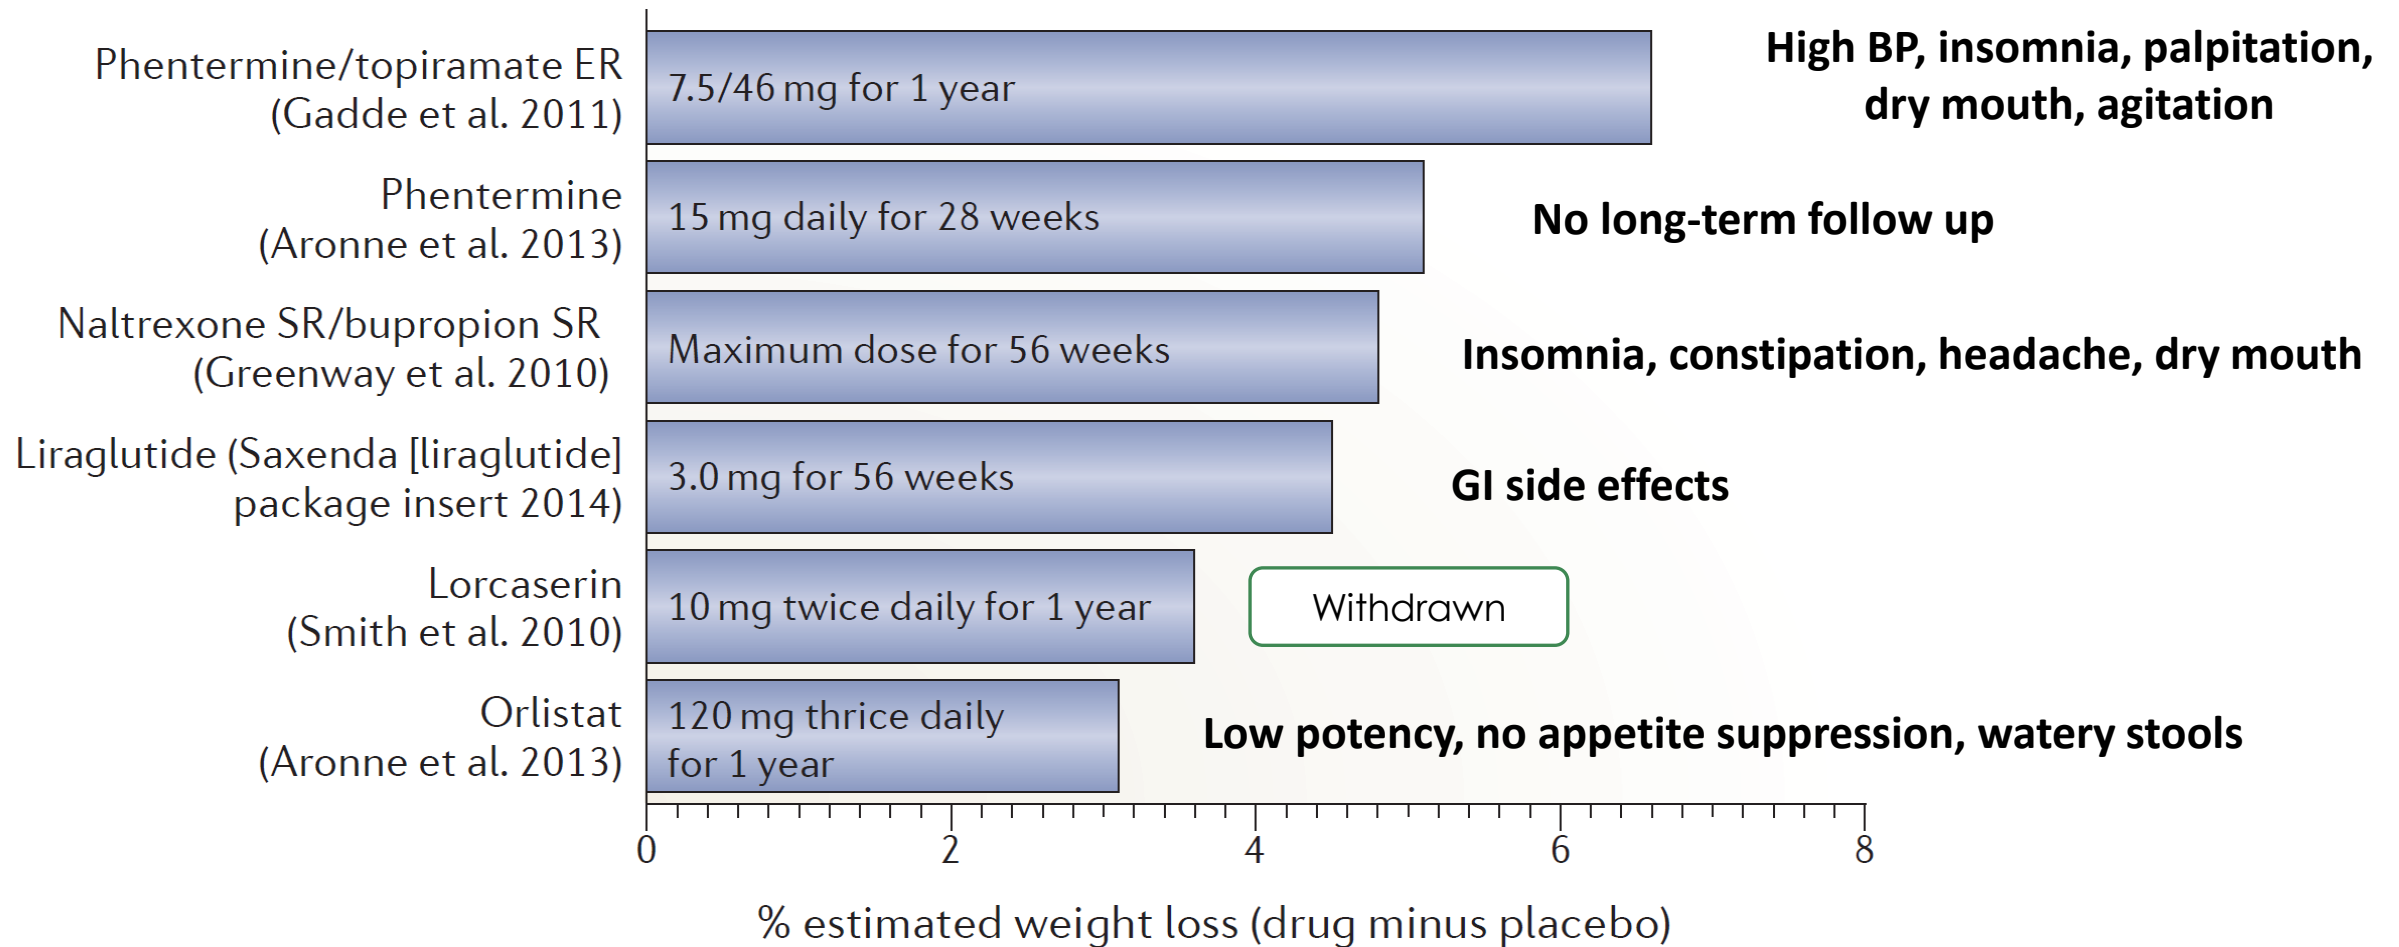 Phentermine/topiramate ER
(Gadde et al. 2011)
7.5/46 mg for 1 year
High BP, insomnia, palpitation,
dry mouth, agitation
Phentermine
(Aronne et al. 2013)
15 mg daily for 28 weeks
No long-term follow up
Naltrexone SR/bupropion SR
(Greenway et al. 2010)
Maximum dose for 56 weeks
Insomnia, constipation, headache, dry mouth
Liraglutide (Saxenda [liraglutide]
package insert 2014)
3.0 mg for 56 weeks
GI side effects
Lorcaserin
(Smith et al. 2010)
10 mg twice daily for 1 year
Withdrawn
Orlistat
(Aronne et al. 2013)
120 mg thrice daily
for 1 year
Low potency, no appetite suppression, watery stools
0 2 4 6 8
% estimated weight loss (drug minus placebo)